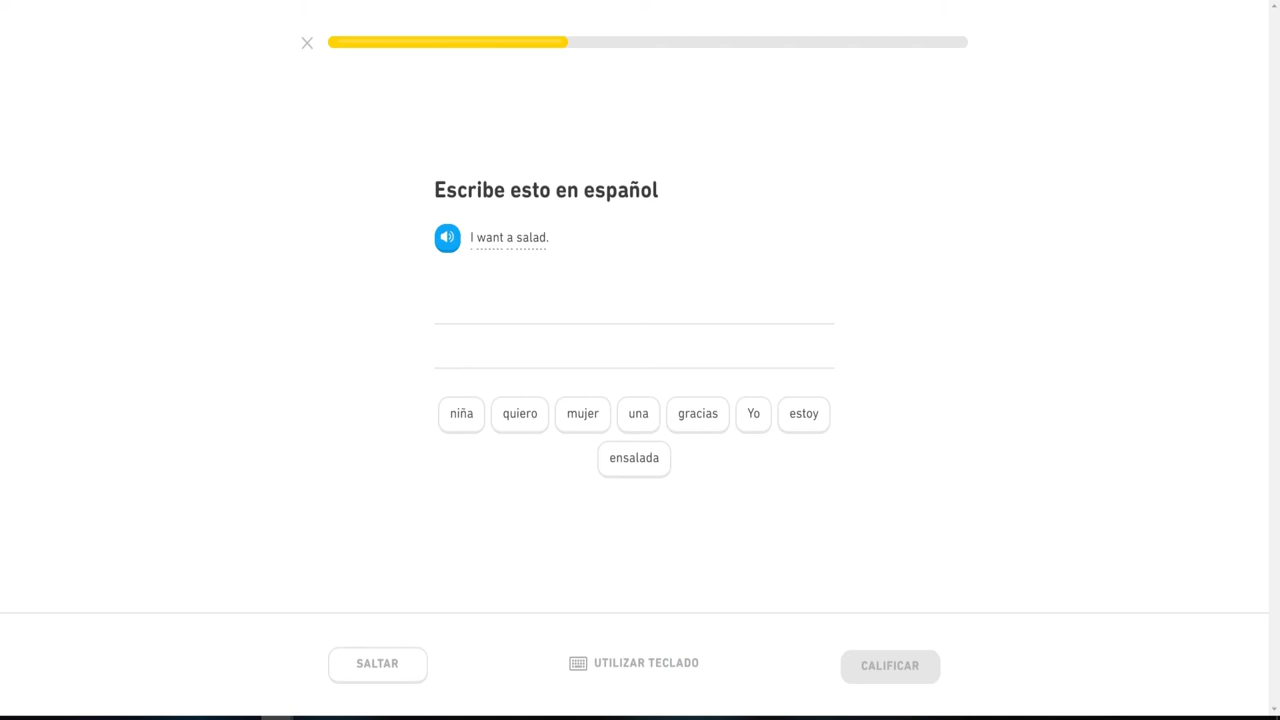 Escribe esto en español
I want a salad.
niña quiero mujer una gracias Yo estoy
ensalada
SALTAR UTILIZAR TECLADO CALIFICAR